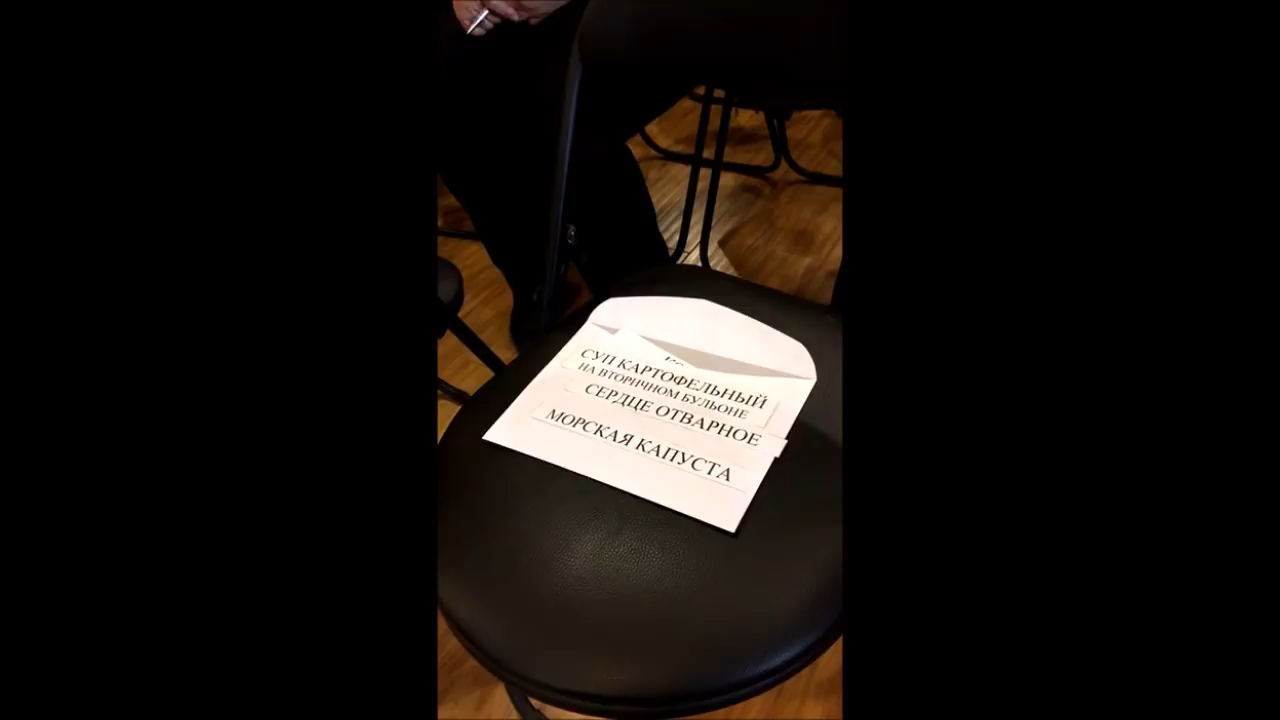 СУП КАРТОФЕЛЬНЫЙ
НА ВТОРИЧНОМ БУЛЬОНЕ
СЕРДЦЕ ОТВАРНОЕ
МОРСКАЯ КАПУСТА